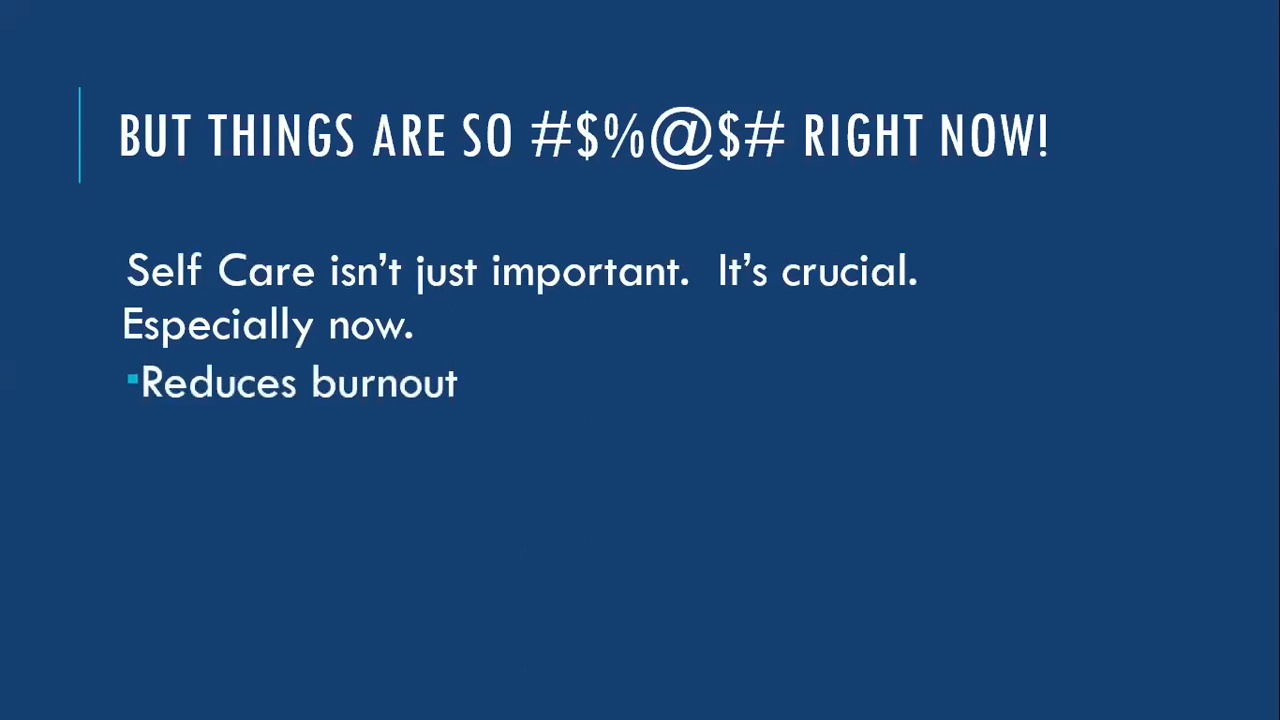 BUT THINGS ARE SO #$%@$# RIGHT NOW!
Self Care isn't just important.  It's crucial.
Especially now.
▪Reduces burnout